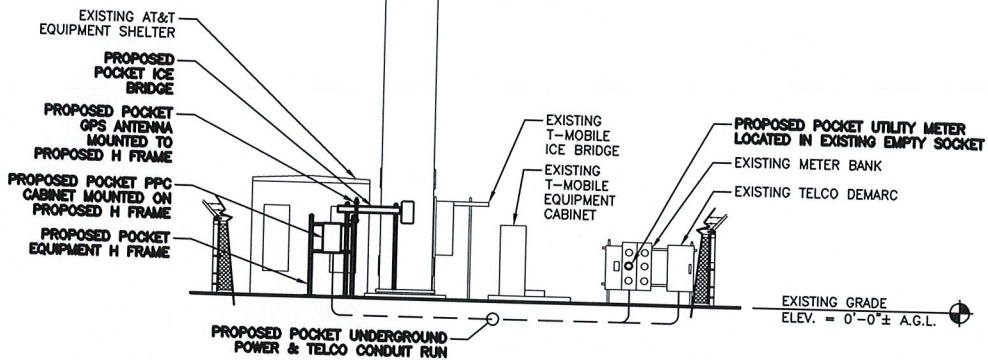 EXISTING AT&T
EQUIPMENT SHELTER
PROPOSED
POCKET ICE
BRIDGE
PROPOSED POCKET
GPS ANTENNA
MOUNTED TO
PROPOSED H FRAME
PROPOSED POCKET PPC
CABINET MOUNTED ON
PROPOSED H FRAME
PROPOSED POCKET
EQUIPMENT H FRAME
EXISTING
T-MOBILE
ICE BRIDGE
EXISTING
T-MOBILE
EQUIPMENT
CABINET
PROPOSED POCKET UTILITY METER
LOCATED IN EXISTING EMPTY SOCKET
EXISTING METER BANK
EXISTING TELCO DEMARC
EXISTING GRADE
ELEV. = 0'-0"± A.G.L.
PROPOSED POCKET UNDERGROUND
POWER & TELCO CONDUIT RUN